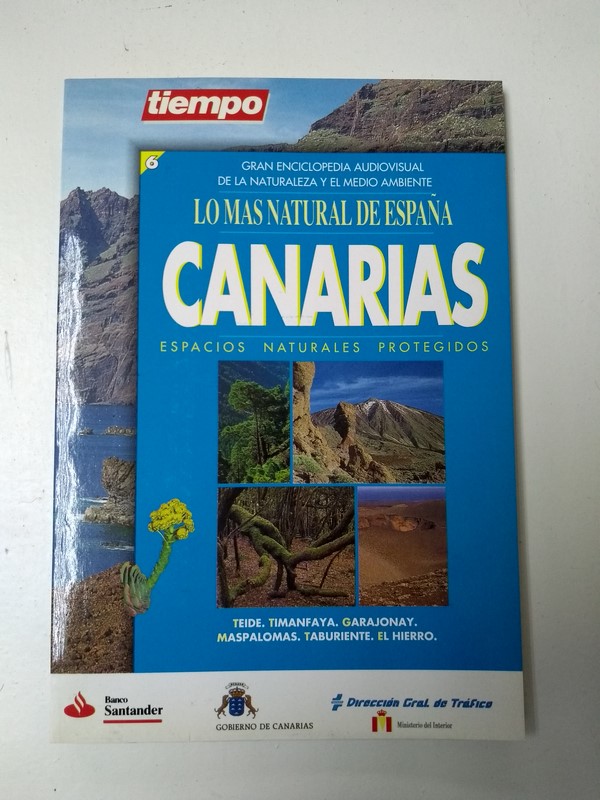 tiempo
6
GRAN ENCICLOPEDIA AUDIOVISUAL
DE LA NATURALEZA Y EL MEDIO AMBIENTE
LO MAS NATURAL DE ESPAÑA
CANARIAS
ESPACIOS NATURALES PROTEGIDOS
TEIDE. TIMANFAYA. GARAJONAY.
MASPALOMAS. TABURIENTE. EL HIERRO.
Banco
Santander
GOBIERNO DE CANARIAS
Dirección Gral de Tráfico
Ministerio del Interior